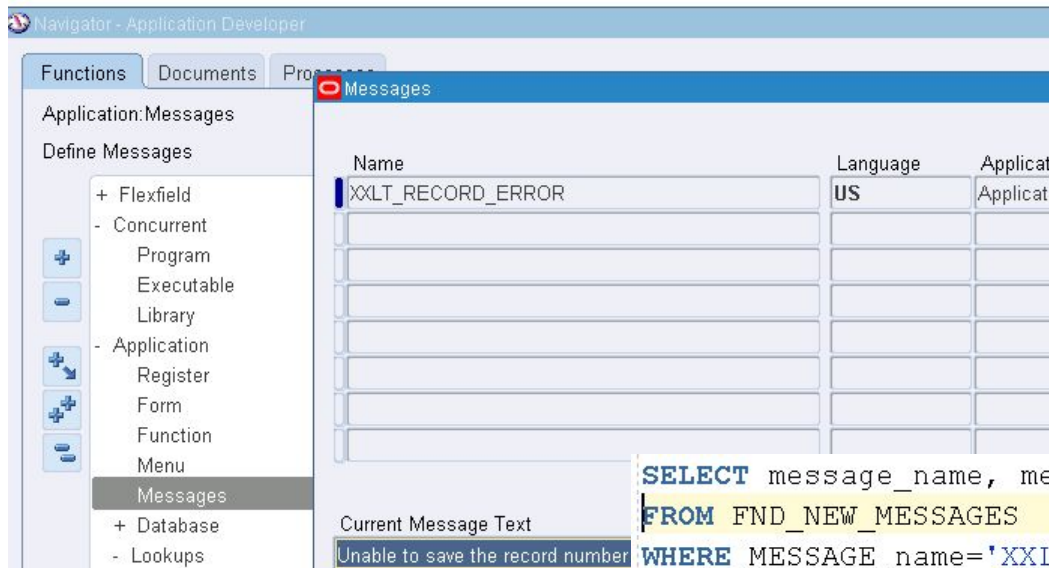 Navigator - Application Developer
Functions
Documents
Messages
Application:Messages
Define Messages
Name
Language
XXLT_RECORD_ERROR
US
+ Flexfield
- Concurrent
Program
Executable
Library
- Application
Register
Form
Function
Menu
Messages
+ Database
- Lookups
Current Message Text
Unable to save the record number
SELECT message_name,
FROM FND_NEW_MESSAGES
WHERE MESSAGE_name='XXL